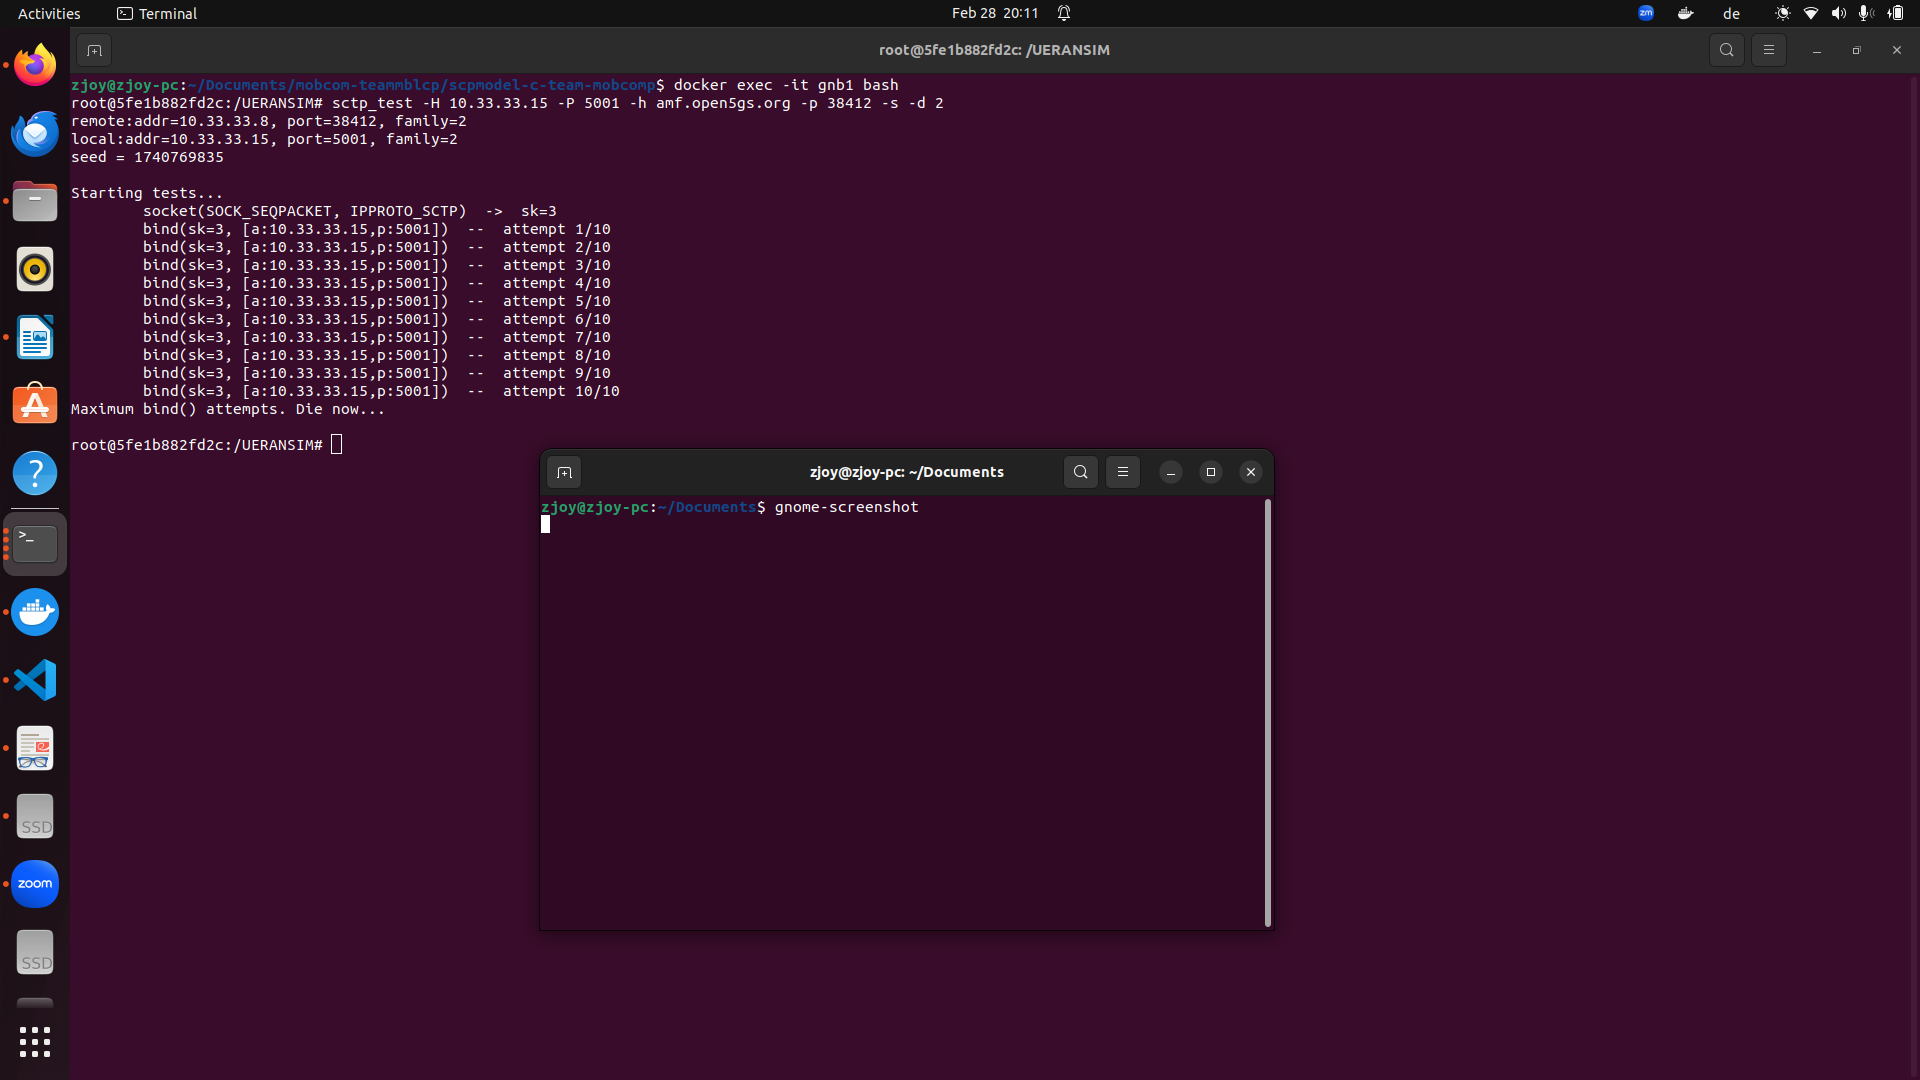 Activities
Terminal
Feb 28 20:11
zm
de
root@5fe1b882fd2c: /UERANSIM
zjoy@zjoy-pc:~/Documents/mobcom-teammblcp/scpmodel-c-team-mobcomp$ docker exec -it gnb1 bash
root@5fe1b882fd2c:/UERANSIM# sctp_test -H 10.33.33.15 -P 5001 -h amf.open5gs.org -p 38412 -s -d 2
remote:addr=10.33.33.8, port=38412, family=2
local:addr=10.33.33.15, port=5001, family=2
seed = 1740769835
Starting tests...
socket(SOCK_SEQPACKET, IPPROTO_SCTP)  ->  sk=3
bind(sk=3, [a:10.33.33.15,p:5001])  --  attempt 1/10
bind(sk=3, [a:10.33.33.15,p:5001])  --  attempt 2/10
bind(sk=3, [a:10.33.33.15,p:5001])  --  attempt 3/10
bind(sk=3, [a:10.33.33.15,p:5001])  --  attempt 4/10
bind(sk=3, [a:10.33.33.15,p:5001])  --  attempt 5/10
bind(sk=3, [a:10.33.33.15,p:5001])  --  attempt 6/10
bind(sk=3, [a:10.33.33.15,p:5001])  --  attempt 7/10
bind(sk=3, [a:10.33.33.15,p:5001])  --  attempt 8/10
bind(sk=3, [a:10.33.33.15,p:5001])  --  attempt 9/10
bind(sk=3, [a:10.33.33.15,p:5001])  --  attempt 10/10
Maximum bind() attempts. Die now...
root@5fe1b882fd2c:/UERANSIM#
zjoy@zjoy-pc: ~/Documents
zjoy@zjoy-pc:~/Documents$ gnome-screenshot
SSD
zoom
SSD